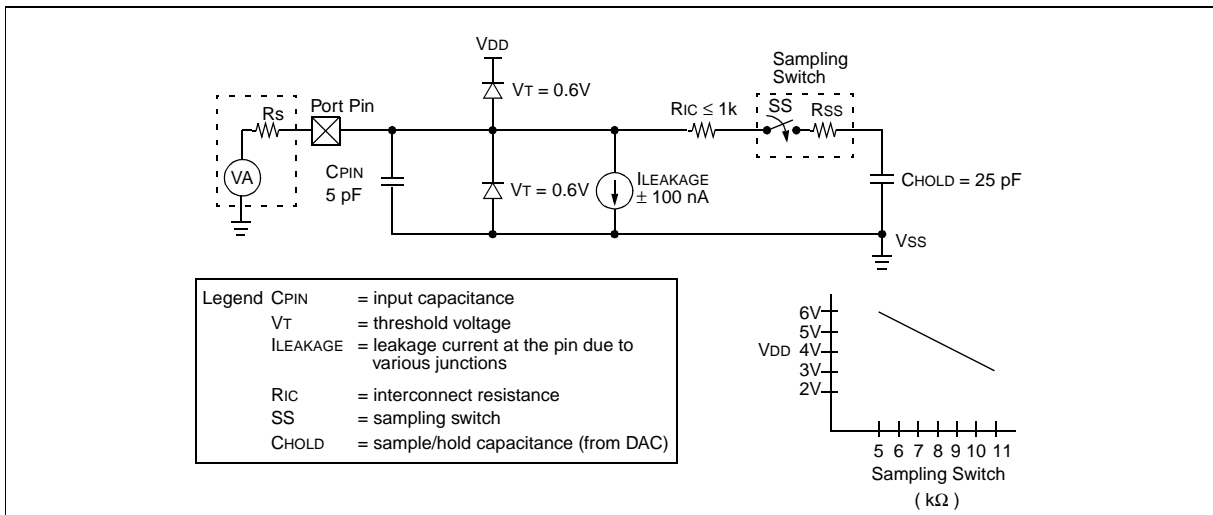 VDD
Sampling
Switch
VT = 0.6V
RIC ≤ 1k
SS
RSS
Rs
Port Pin
VA
CPIN
5 pF
VT = 0.6V
ILEAKAGE
± 100 nA
CHOLD = 25 pF
VSS
Legend CPIN = input capacitance
VT = threshold voltage
ILEAKAGE = leakage current at the pin due to
various junctions
RIC = interconnect resistance
SS = sampling switch
CHOLD = sample/hold capacitance (from DAC)
6V
5V
VDD 4V
3V
2V
5 6 7 8 9 10 11
Sampling Switch
( kΩ )